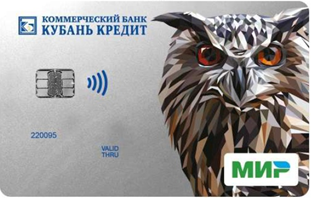 КОММЕРЧЕСКИЙ БАНК
КУБАНЬ КРЕДИТ
220095
VALID
THRU
МИР